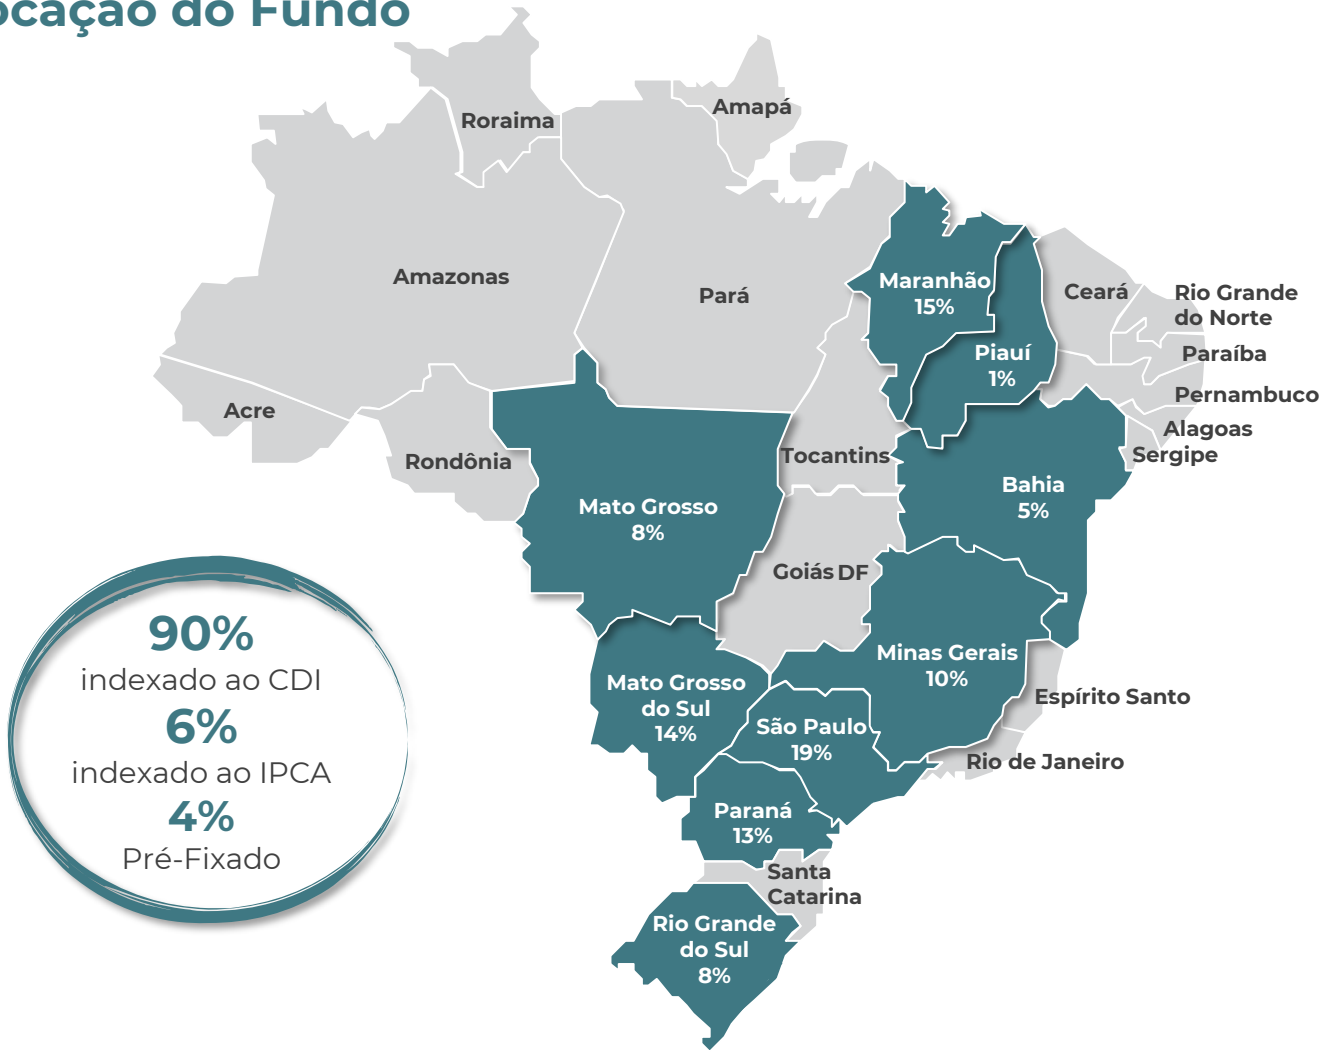 ocação do Fundo
Roraima
Amapá
Amazonas
Pará
Maranhão
15%
Ceará
Rio Grande
do Norte
Piauí
1%
Paraíba
Pernambuco
Acre
Alagoas
Rondônia
Tocantins
Sergipe
Bahia
5%
Mato Grosso
8%
Goiás DF
Minas Gerais
10%
Mato Grosso
do Sul
14%
Espírito Santo
São Paulo
19%
Rio de Janeiro
Paraná
13%
Santa
Catarina
Rio Grande
do Sul
8%
90%
indexado ao CDI
6%
indexado ao IPCA
4%
Pré-Fixado